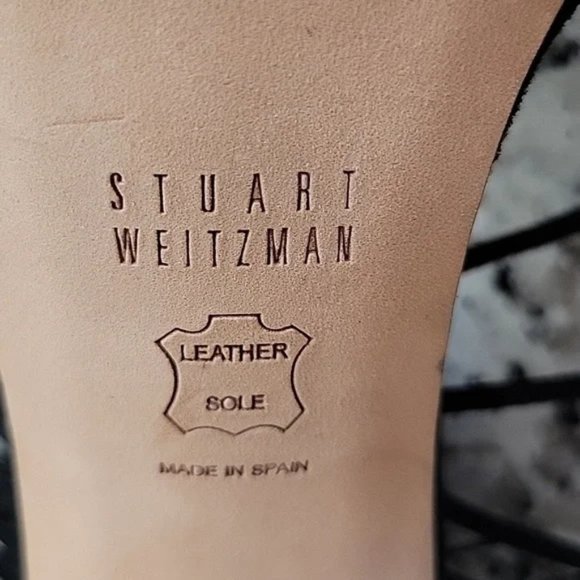 STUART
WEITZMAN
LEATHER
SOLE
MADE IN SPAIN